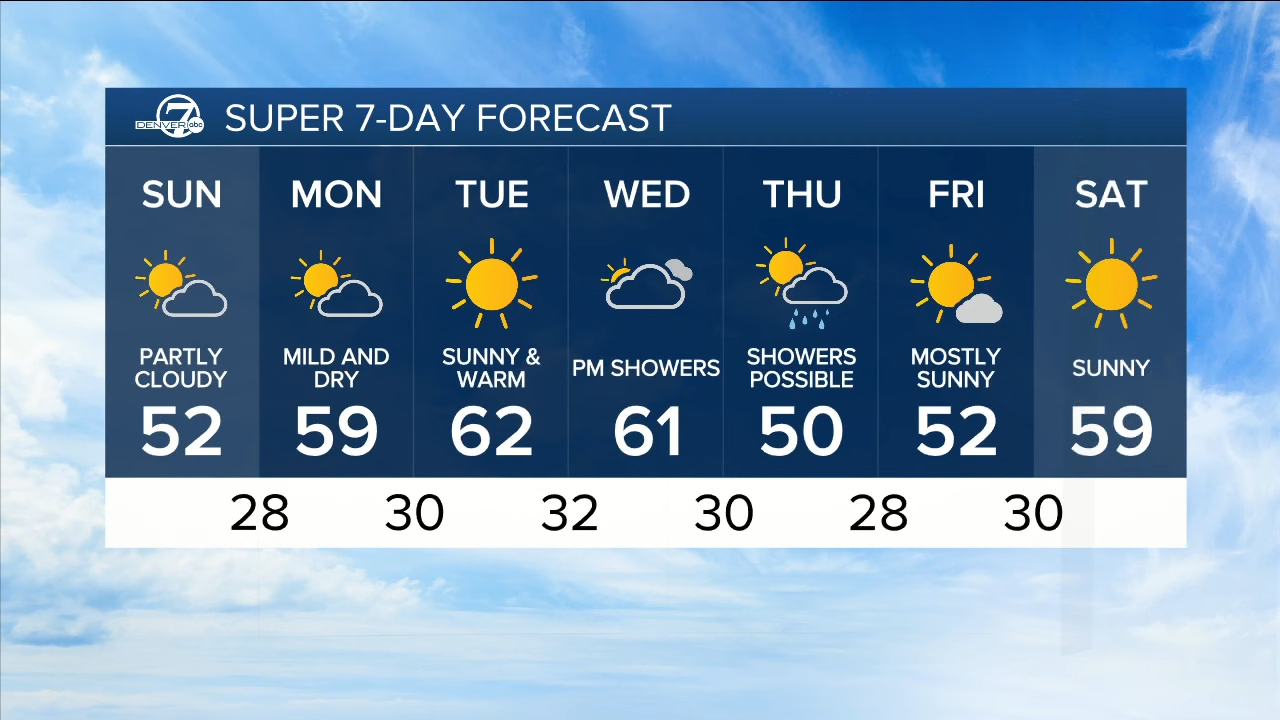 DENVER 7 abc
SUPER 7-DAY FORECAST
SUN MON TUE WED THU FRI SAT
PARTLY CLOUDY
MILD AND DRY
SUNNY & WARM
PM SHOWERS
SHOWERS POSSIBLE
MOSTLY SUNNY
SUNNY
52 59 62 61 50 52 59
28 30 32 30 28 30